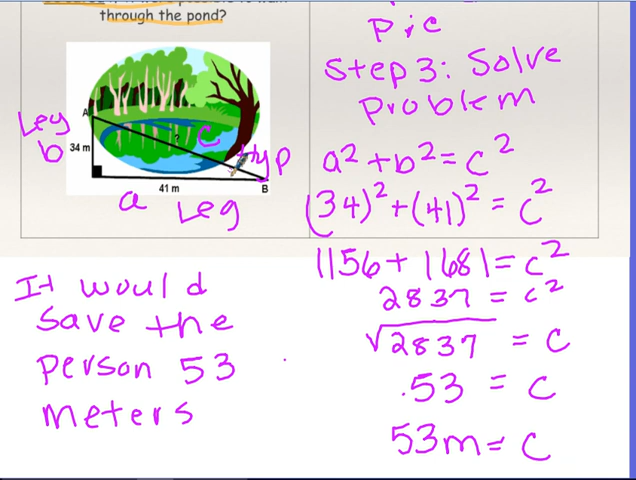 through the pond?
pic
Step 3: Solve
Problem
A
Leg
b
34 m
?
C
Hyp
41 m
B
a Leg
a² + b² = c²
(34)² + (41)² = c²
1156 + 1681 = c²
2837 = c²
√2837 = c
.53 = c
53m = c
It would
save the
person 53
meters